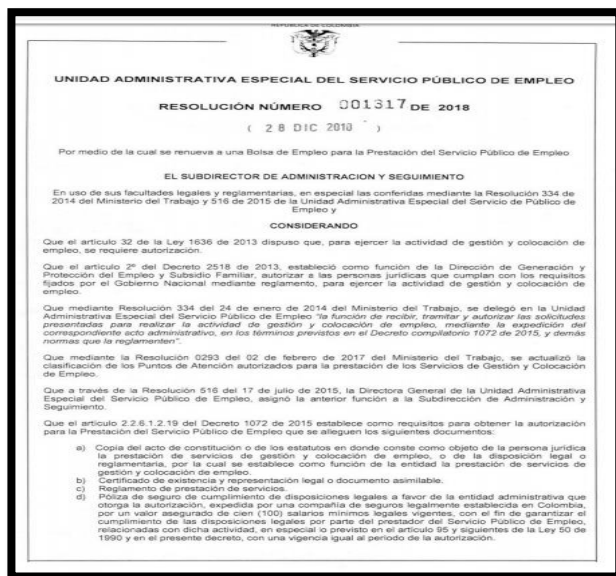 REPÚBLICA DE COLOMBIA
UNIDAD ADMINISTRATIVA ESPECIAL DEL SERVICIO PÚBLICO DE EMPLEO
RESOLUCIÓN NÚMERO 001317 DE 2018
( 28 DIC 2018 )
Por medio de la cual se renueva a una Bolsa de Empleo para la Prestación del Servicio Público de Empleo
EL SUBDIRECTOR DE ADMINISTRACION Y SEGUIMIENTO
En uso de sus facultades legales y reglamentarias, en especial las conferidas mediante la Resolución 334 de
2014 del Ministerio del Trabajo y 516 de 2015 de la Unidad Administrativa Especial del Servicio de Público de
Empleo y
CONSIDERANDO
Que el artículo 32 de la Ley 1636 de 2013 dispuso que, para ejercer la actividad de gestión y colocación de
empleo, se requiere autorización.
Que el artículo 2º del Decreto 2518 de 2013, estableció como función de la Dirección de Generación y
Protección del Empleo y Subsidio Familiar, autorizar a las personas jurídicas que cumplan con los requisitos
fijados por el Gobierno Nacional mediante reglamento, para ejercer la actividad de gestión y colocación de
empleo.
Que mediante Resolución 334 del 24 de enero de 2014 del Ministerio del Trabajo, se delegó en la Unidad
Administrativa Especial del Servicio Público de Empleo "la función de recibir, tramitar y autorizar las solicitudes
presentadas para realizar la actividad de gestión y colocación de empleo, mediante la expedición del
correspondiente acto administrativo, en los términos previstos en el Decreto compilatorio 1072 de 2015, y demás
normas que la reglamenten".
Que mediante la Resolución 0293 del 02 de febrero de 2017 del Ministerio del Trabajo, se actualizó la
clasificación de los Puntos de Atención autorizados para la prestación de los Servicios de Gestión y Colocación
de Empleo.
Que a través de la Resolución 516 del 17 de julio de 2015, la Directora General de la Unidad Administrativa
Especial del Servicio Público de Empleo, asignó la anterior función a la Subdirección de Administración y
Seguimiento.
Que el artículo 2.2.6.1.2.19 del Decreto 1072 de 2015 establece como requisitos para obtener la autorización
para la Prestación del Servicio Público de Empleo que se alleguen los siguientes documentos:
a) Copia del acto de constitución o de los estatutos en donde conste como objeto de la persona jurídica
la prestación de servicios de gestión y colocación de empleo, o de la disposición legal o
reglamentaria, por la cual se establece como función de la entidad la prestación de servicios de
gestión y colocación de empleo.
b) Certificado de existencia y representación legal o documento asimilable.
c) Reglamento de prestación de servicios.
d) Póliza de seguro de cumplimiento de disposiciones legales a favor de la entidad administrativa que
otorga la autorización, expedida por una compañía de seguros legalmente establecida en Colombia,
por un valor asegurado de cien (100) salarios mínimos legales vigentes, con el fin de garantizar el
cumplimiento de las disposiciones legales por parte del prestador del Servicio Público de Empleo,
relacionadas con dicha actividad, en especial lo previsto en el artículo 95 y siguientes de la Ley 50 de
1990 y en el presente decreto, con una vigencia igual al período de la autorización.